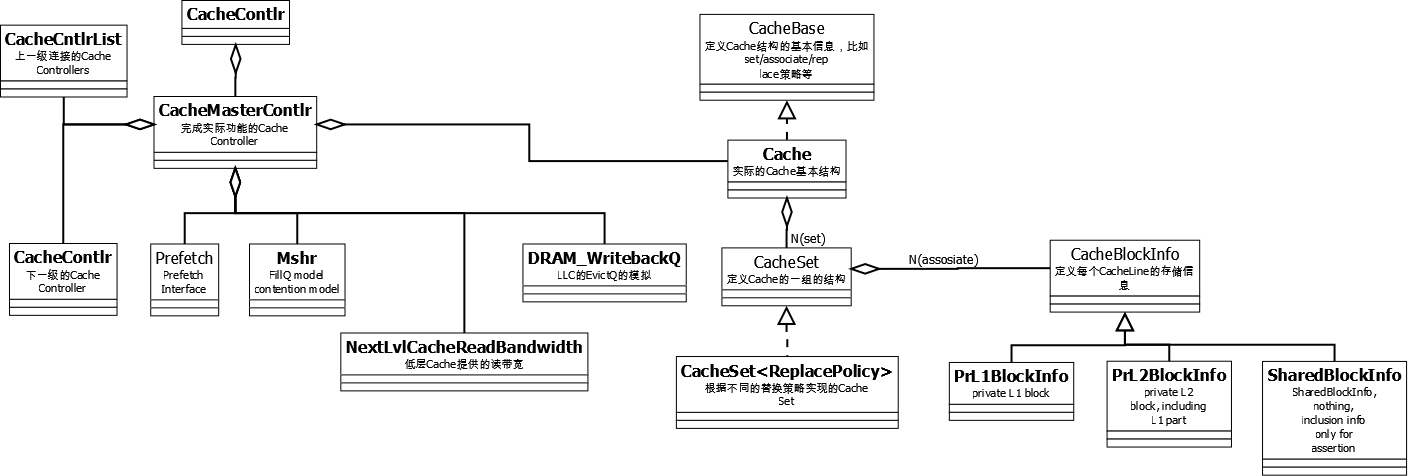 CacheContlr
CacheCntlrList
上一级连接的Cache
Controllers
CacheBase
定义Cache结构的基本信息，比如
set/associate/rep
lace策略等
CacheMasterContlr
完成实际功能的Cache
Controller
Cache
实际的Cache基本结构
N(set)
CacheContlr
下一级的Cache
Controller
Prefetch
Prefetch
Interface
Mshr
FillQ model
contention model
DRAM_WritebackQ
LLC的EvictQ的模拟
CacheSet
定义Cache的一组的结构
N(assosiate)
CacheBlockInfo
定义每个CacheLine的存储信
息
NextLvlCacheReadBandwidth
低层Cache提供的读带宽
CacheSet<ReplacePolicy>
根据不同的替换策略实现的Cache
Set
PrL1BlockInfo
private L1 block
PrL2BlockInfo
private L2
block, including
L1 part
SharedBlockInfo
SharedBlockInfo,
nothing,
inclusion info
only for
assertion